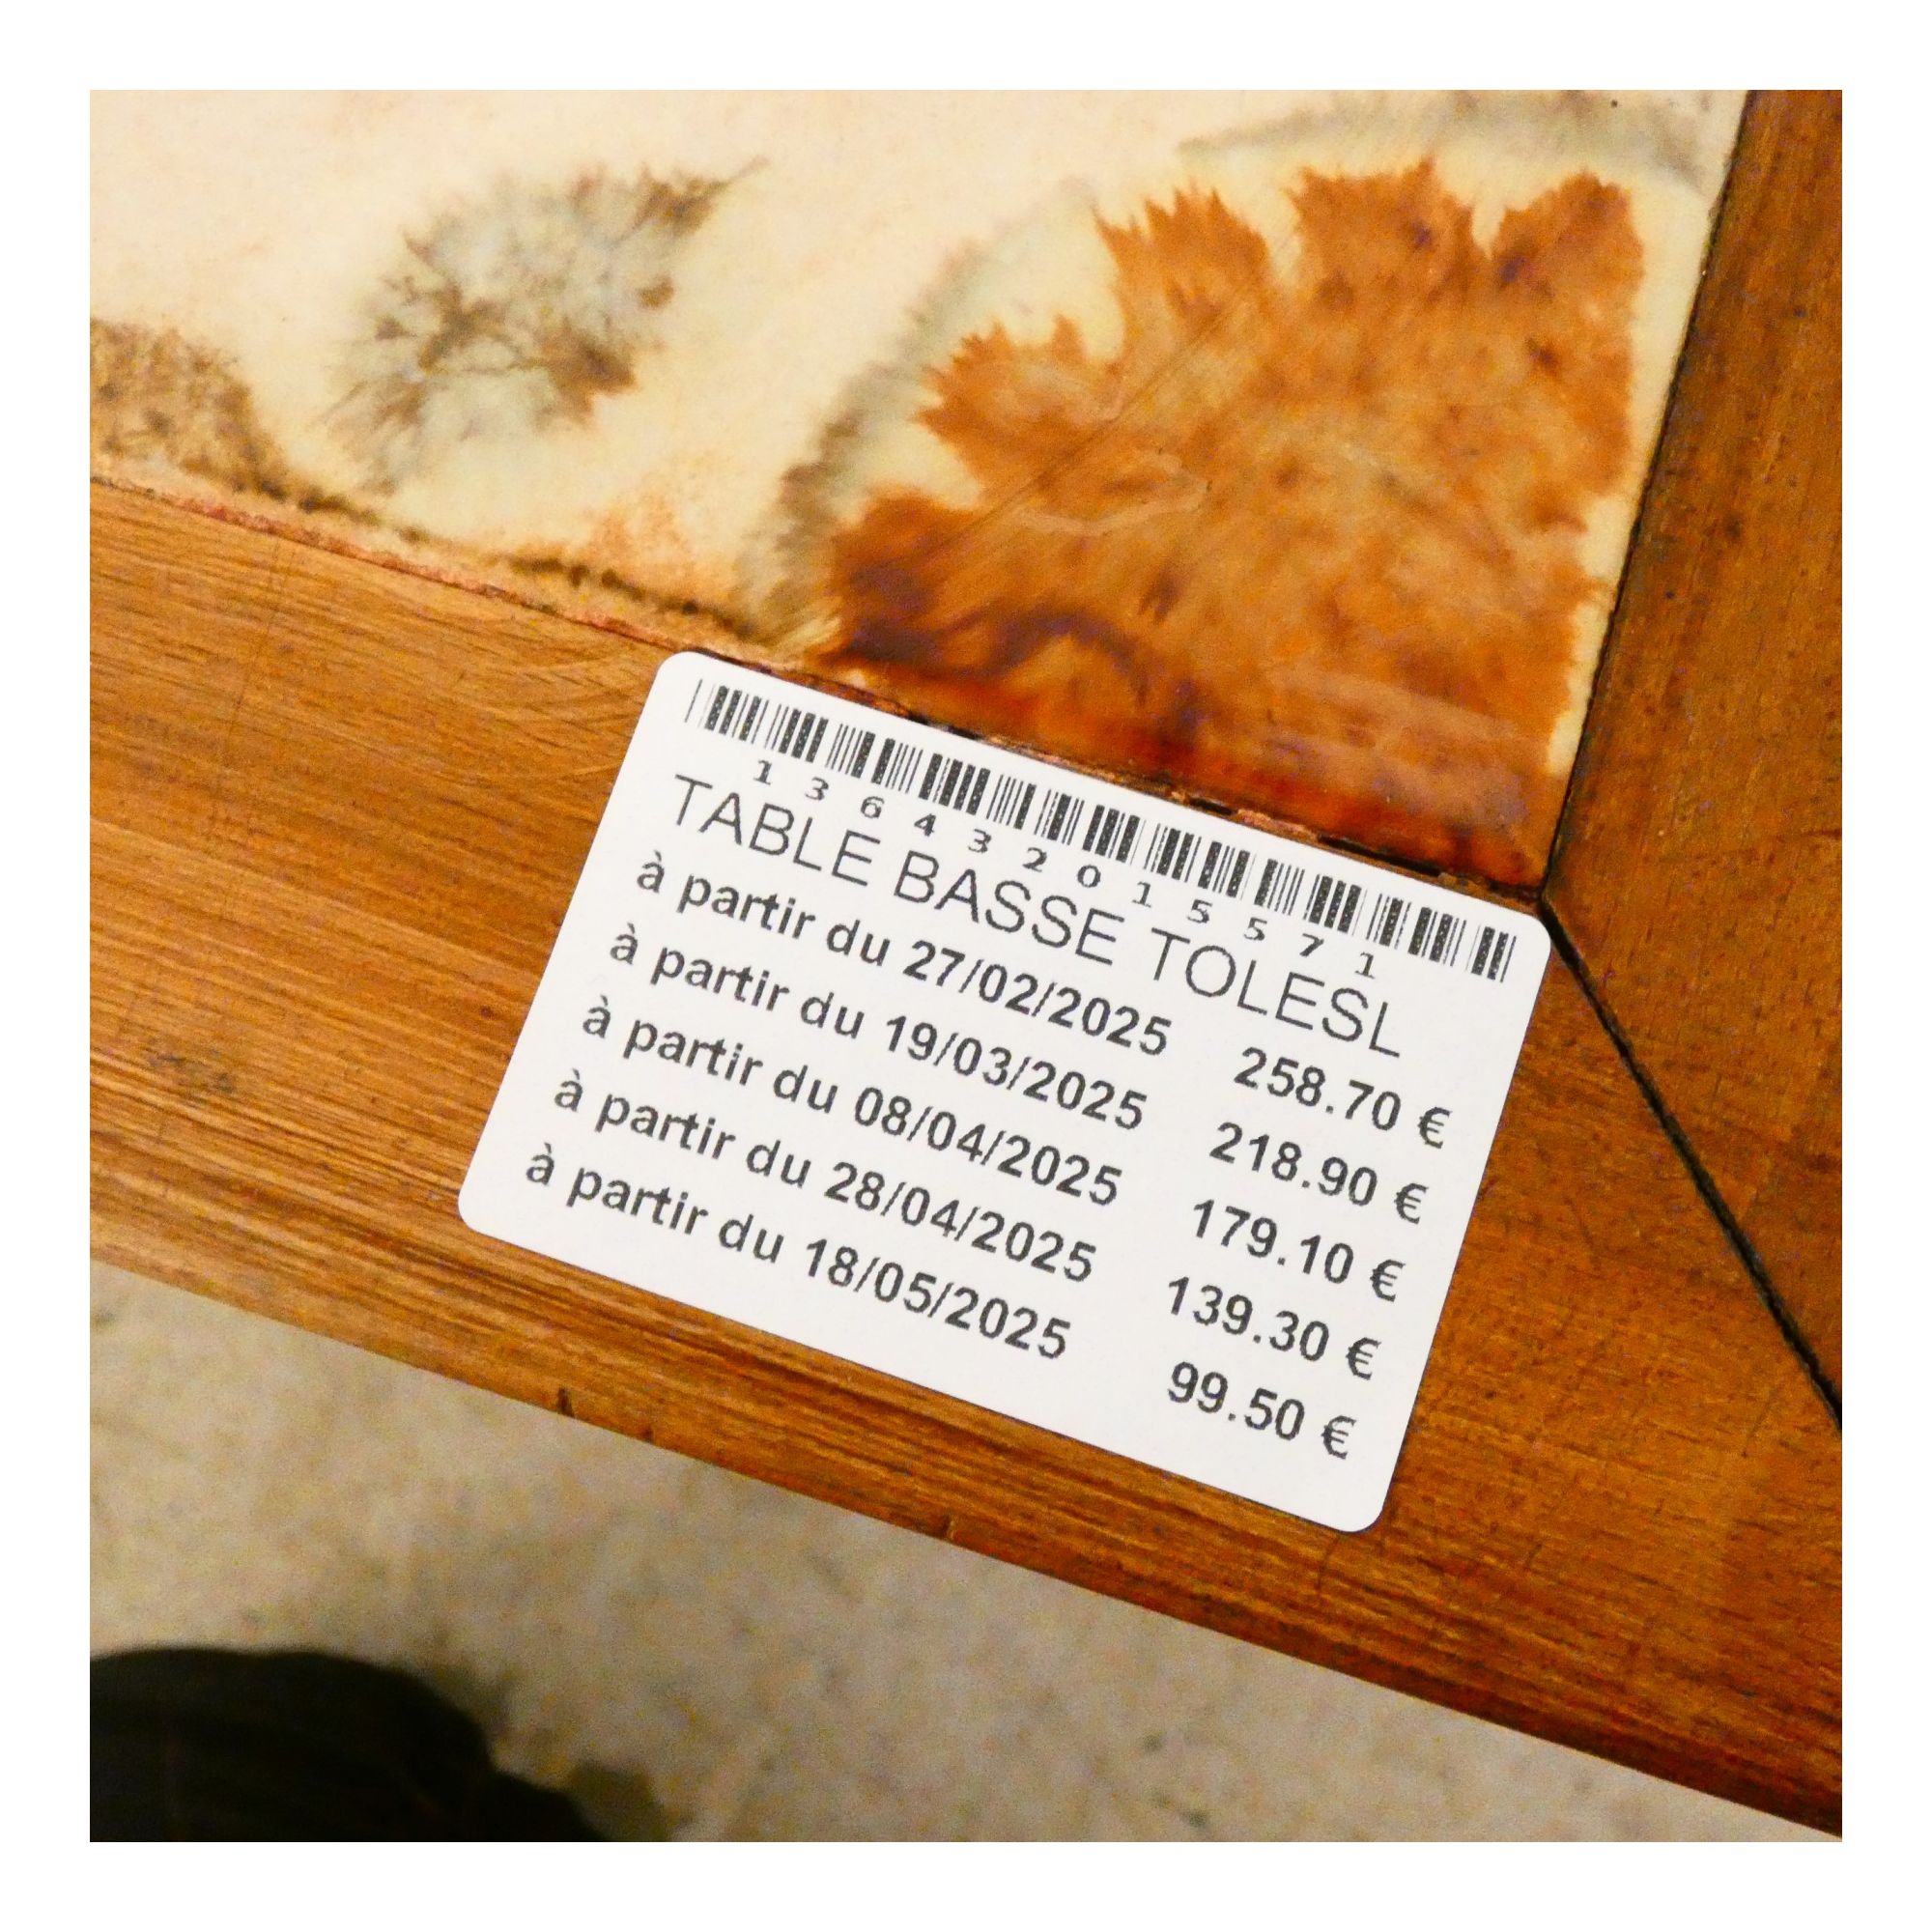 136432015571
TABLE BASSE TOLESL
à partir du 27/02/2025 258.70 €
à partir du 19/03/2025 218.90 €
à partir du 08/04/2025 179.10 €
à partir du 28/04/2025 139.30 €
à partir du 18/05/2025 99.50 €